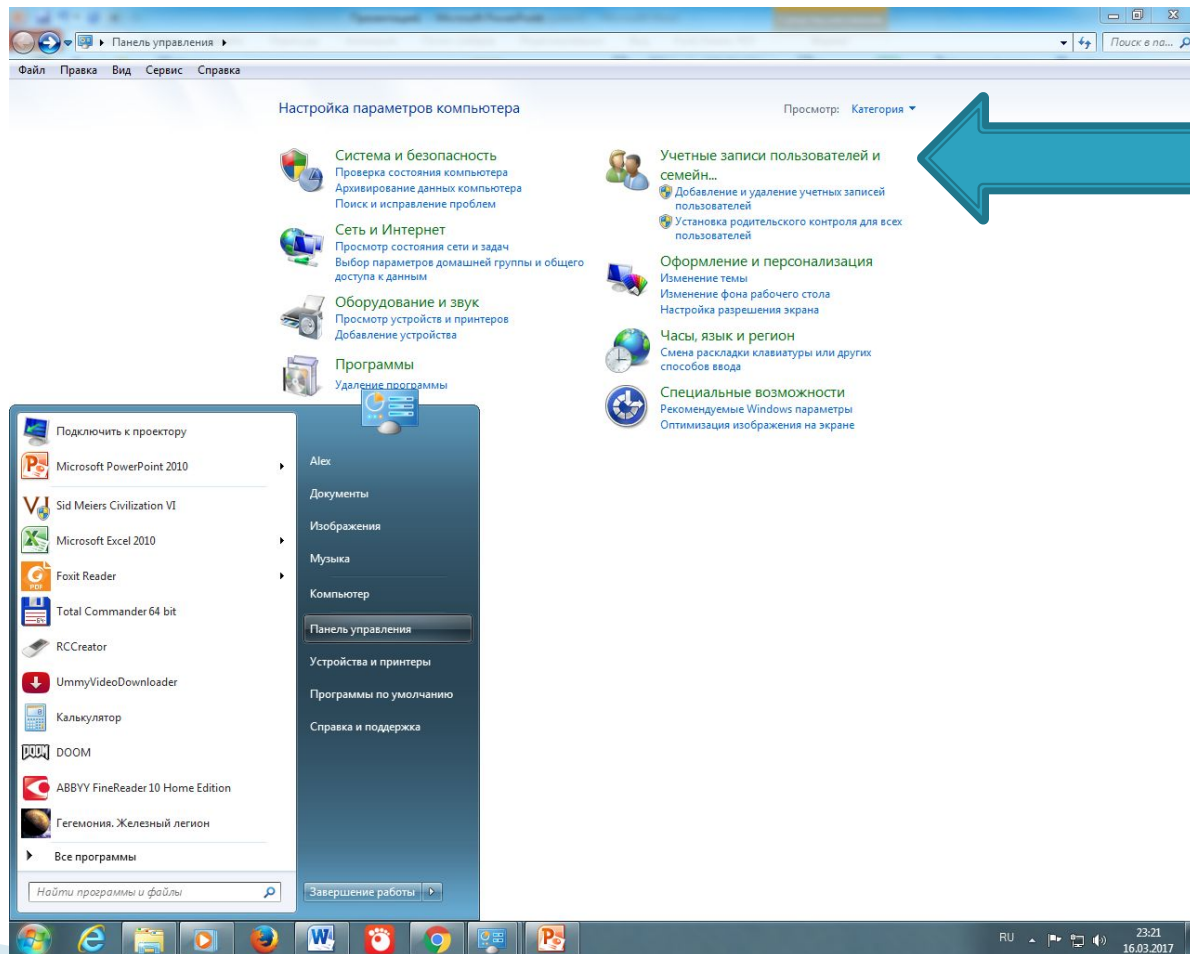 Панель управления
Поиск в па...
Файл Правка Вид Сервис Справка
Настройка параметров компьютера
Просмотр: Категория
Система и безопасность
Проверка состояния компьютера
Архивирование данных компьютера
Поиск и исправление проблем
Сеть и Интернет
Просмотр состояния сети и задач
Выбор параметров домашней группы и общего
доступа к данным
Оборудование и звук
Просмотр устройств и принтеров
Добавление устройства
Программы
Удаление программы
Учетные записи пользователей и
семейн...
Добавление и удаление учетных записей
пользователей
Установка родительского контроля для всех
пользователей
Оформление и персонализация
Изменение темы
Изменение фона рабочего стола
Настройка разрешения экрана
Часы, язык и регион
Смена раскладки клавиатуры или других
способов ввода
Специальные возможности
Рекомендуемые Windows параметры
Оптимизация изображения на экране
Подключить к проектору
Microsoft PowerPoint 2010
Sid Meiers Civilization VI
Microsoft Excel 2010
Foxit Reader
Total Commander 64 bit
RCCreator
UmmyVideoDownloader
Калькулятор
DOOM
ABBYY FineReader 10 Home Edition
Гегемония. Железный легион
Все программы
Найти программы и файлы
Alex
Документы
Изображения
Музыка
Компьютер
Панель управления
Устройства и принтеры
Программы по умолчанию
Справка и поддержка
Завершение работы
RU
23:21
16.03.2017